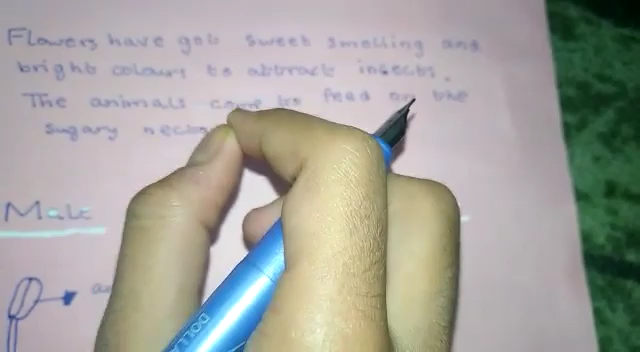 Flowers have got sweet smelling and
bright colours to attract insects.
The animals come to feed on the
sugary
Male
DOLLA